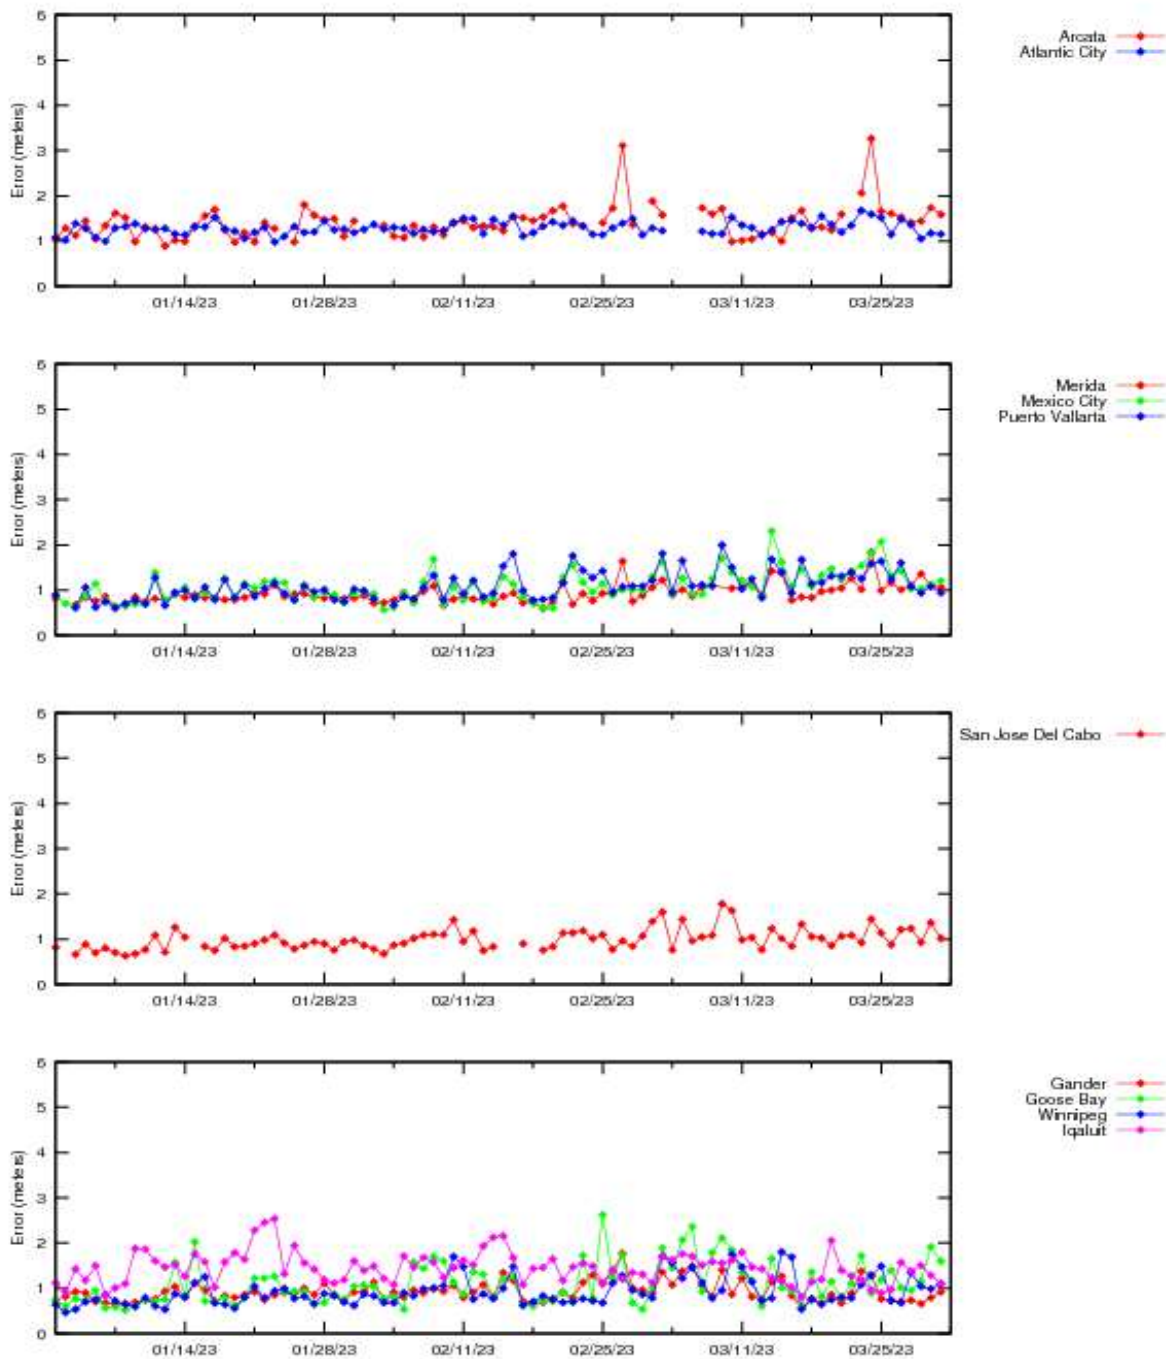 6
Arcata
Atlantic City
5
4
3
2
1
0
Error (meters)
01/14/23 01/28/23 02/11/23 02/25/23 03/11/23 03/25/23
6
Merida
Mexico City
Puerto Vallarta
5
4
3
2
1
0
Error (meters)
01/14/23 01/28/23 02/11/23 02/25/23 03/11/23 03/25/23
6
San Jose Del Cabo
5
4
3
2
1
0
Error (meters)
01/14/23 01/28/23 02/11/23 02/25/23 03/11/23 03/25/23
6
Gander
Goose Bay
Winnipeg
Iqaluit
5
4
3
2
1
0
Error (meters)
01/14/23 01/28/23 02/11/23 02/25/23 03/11/23 03/25/23